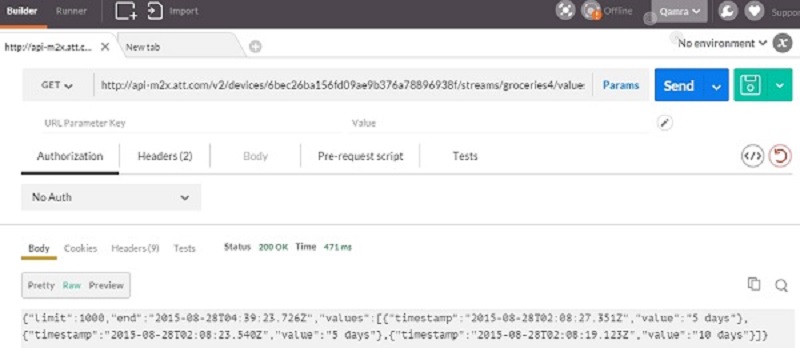 Builder Runner Import Offline Qamra Suppor
http://api-m2x.att.c... New tab No environment
GET http://api-m2x.att.com/v2/devices/6bec26ba156fd09ae9b376a78896938f/streams/groceries4/value: Params Send
URL Parameter Key Value
Authorization Headers (2) Body Pre-request script Tests
No Auth
Body Cookies Headers(9) Tests Status 200 OK Time 471 ms
Pretty Raw Preview
{"limit":1000,"end":"2015-08-28T04:39:23.726Z","values":[{"timestamp":"2015-08-28T02:08:27.351Z","value":"5 days"},
{"timestamp":"2015-08-28T02:08:23.540Z","value":"5 days"},{"timestamp":"2015-08-28T02:08:19.123Z","value":"10 days"}]}